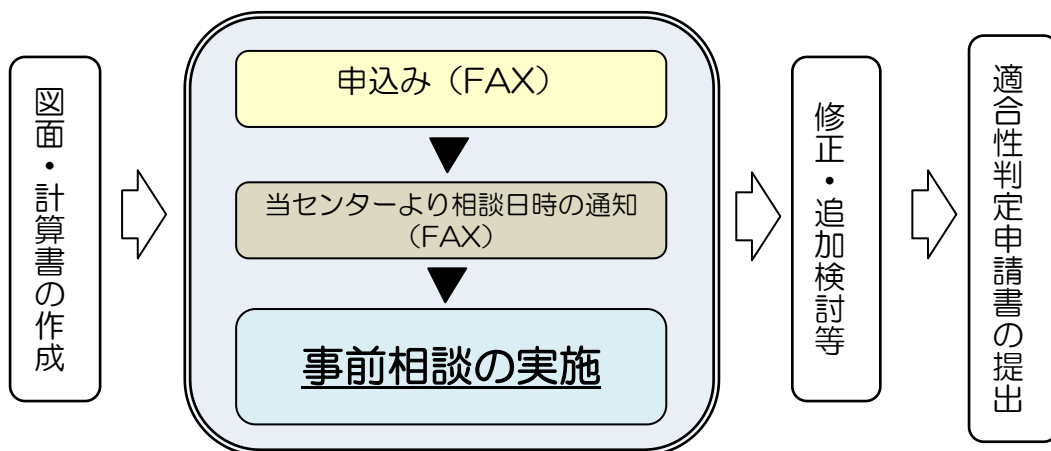 図面・計算書の作成
申込み（FAX）
当センターより相談日時の通知
（FAX）
事前相談の実施
修正・追加検討等
適合性判定申請書の提出